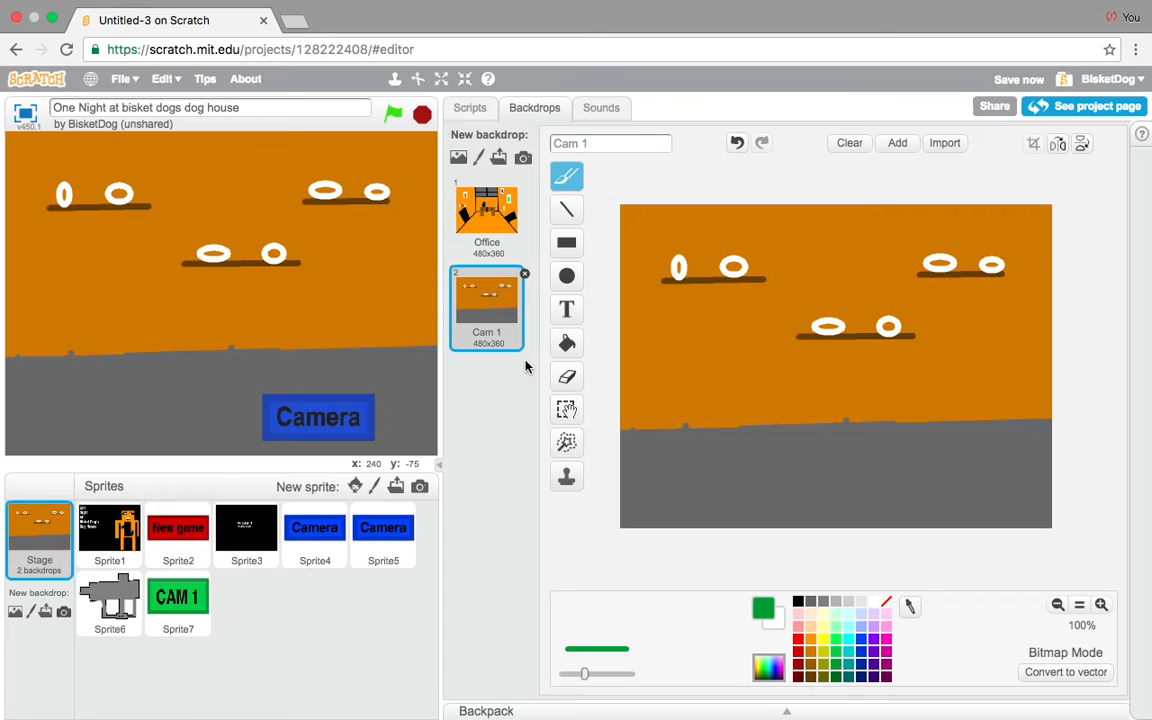 Untitled-3 on Scratch
You
https://scratch.mit.edu/projects/128222408/#editor
SCRATCH
File
Edit
Tips
About
Save now
BisketDog
One Night at bisket dogs dog house
by BisketDog (unshared)
v450.1
Scripts
Backdrops
Sounds
Share
See project page
New backdrop:
Cam 1
Clear
Add
Import
1
Office
480x360
2
Cam 1
480x360
T
Camera
x: 240 y: -75
Sprites
New sprite:
Stage
2 backdrops
New backdrop:
New game
Camera
Camera
Sprite1
Sprite2
Sprite3
Sprite4
Sprite5
CAM 1
Sprite6
Sprite7
100%
Bitmap Mode
Convert to vector
Backpack